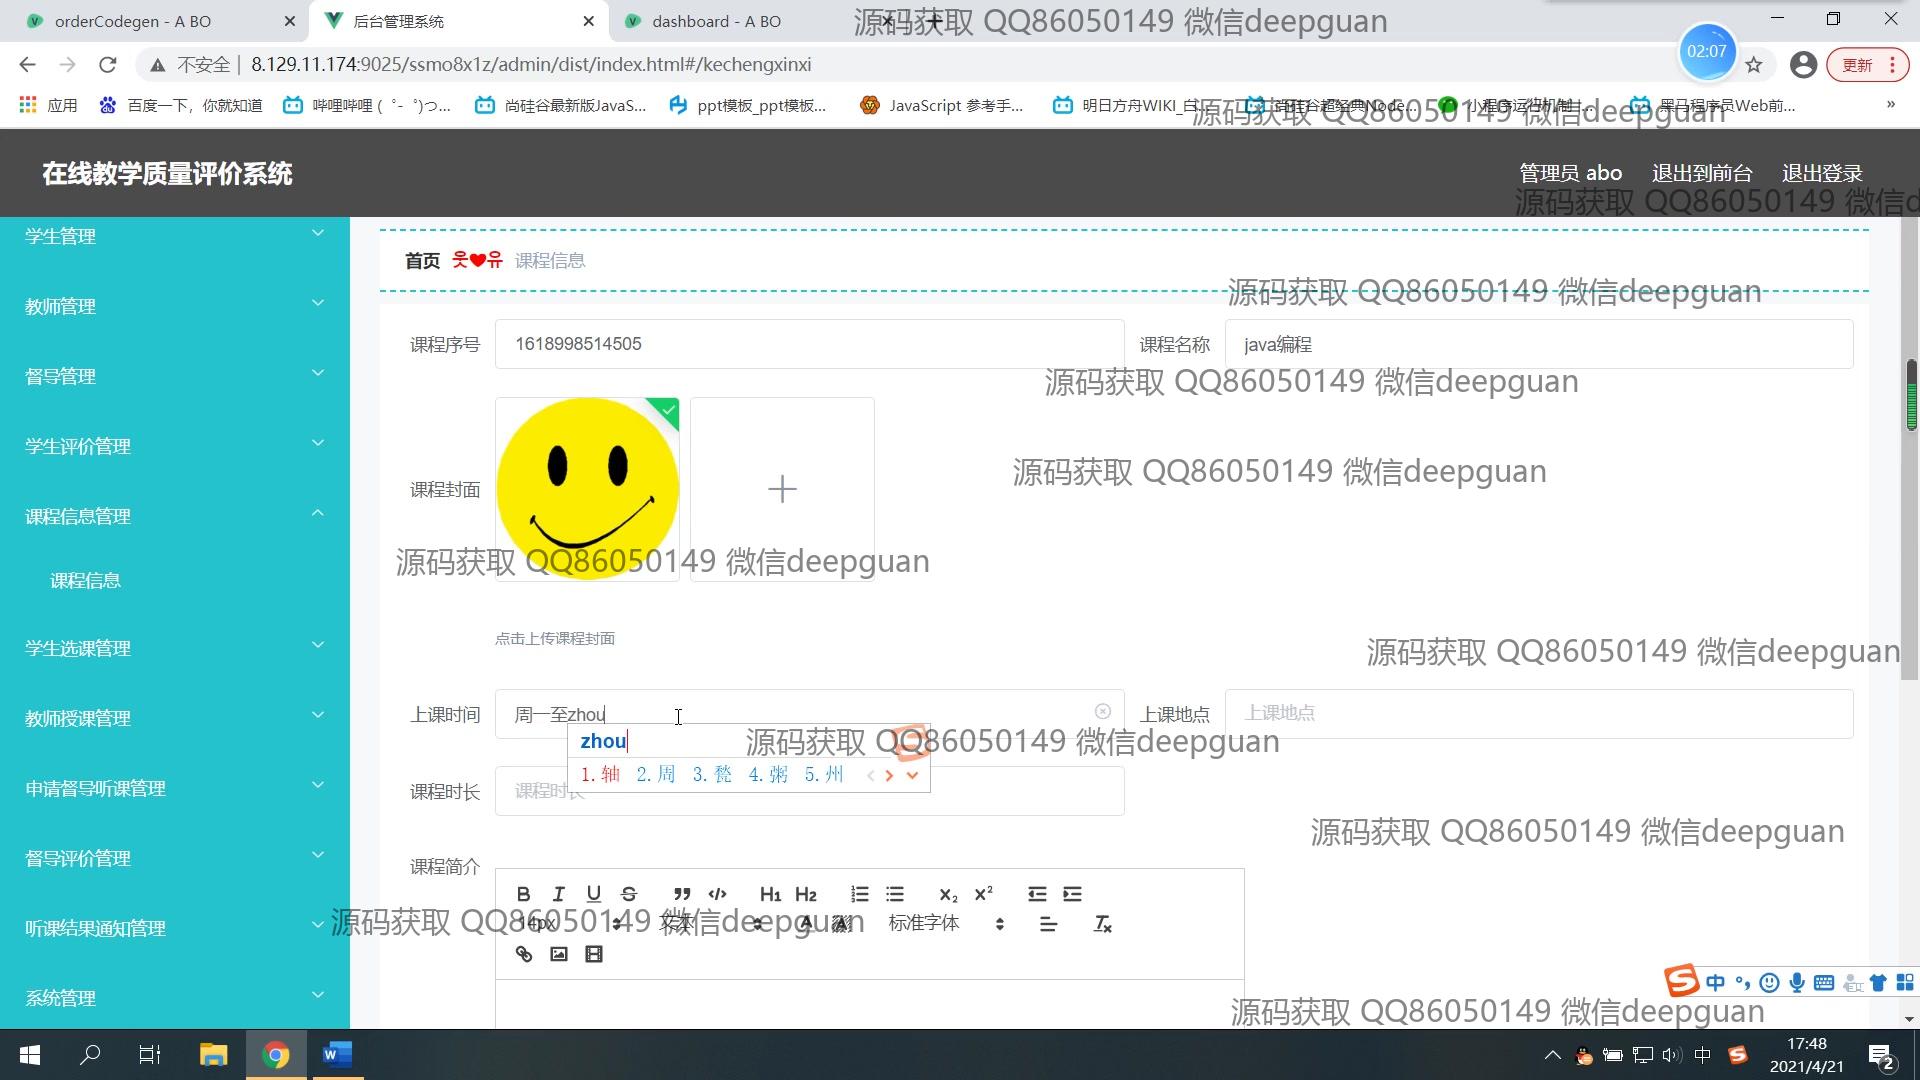 orderCodegen - A BO
后台管理系统
dashboard - A BO
源码获取 QQ86050149 微信deepguan
02:07
不安全
8.129.11.174:9025/ssmo8x1z/admin/dist/index.html#/kechengxinxi
更新
应用
百度一下，你就知道
哔哩哔哩 ( ゜- ゜)つ...
尚硅谷最新版JavaS...
ppt模板_ppt模板...
JavaScript 参考手...
明日方舟WIKI_白...
尚硅谷超经典Node...
小程序运行机制_...
黑马程序员Web前...
»
源码获取 QQ86050149 微信deepguan
在线教学质量评价系统
管理员 abo
退出到前台
退出登录
源码获取 QQ86050149 微信d
学生管理
教师管理
督导管理
学生评价管理
课程信息管理
课程信息
学生选课管理
教师授课管理
申请督导听课管理
督导评价管理
听课结果通知管理
系统管理
首页 웃❤유 课程信息
源码获取 QQ86050149 微信deepguan
课程序号
1618998514505
课程名称
java编程
源码获取 QQ86050149 微信deepguan
源码获取 QQ86050149 微信deepguan
课程封面
源码获取 QQ86050149 微信deepguan
点击上传课程封面
源码获取 QQ86050149 微信deepguan
上课时间
周一至zhou
上课地点
上课地点
zhou
源码获取 QQ86050149 微信deepguan
1.轴 2.周 3.甃 4.粥 5.州
课程时长
课程时长
源码获取 QQ86050149 微信deepguan
课程简介
B I U S ” </> H1 H2 X2 X²
14px
文本
标准字体
源码获取 QQ86050149 微信deepguan
中
源码获取 QQ86050149 微信deepguan
中
17:48
2021/4/21
2